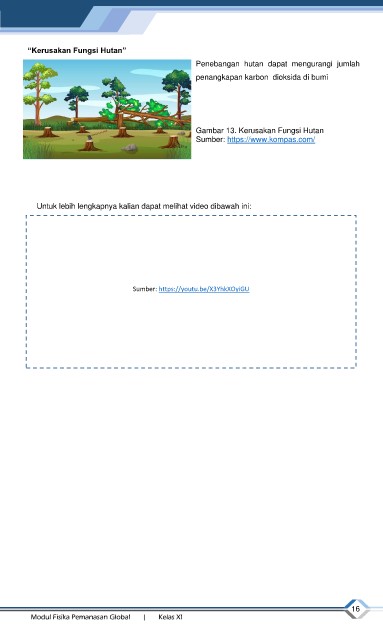 “Kerusakan Fungsi Hutan”
Penebangan hutan dapat mengurangi jumlah
penangkapan karbon dioksida di bumi
Gambar 13. Kerusakan Fungsi Hutan
Sumber: https://www.kompas.com/
Untuk lebih lengkapnya kalian dapat melihat video dibawah ini:
Sumber: https://youtu.be/X3YhkXOyiGU
16
Modul Fisika Pemanasan Global | Kelas XI